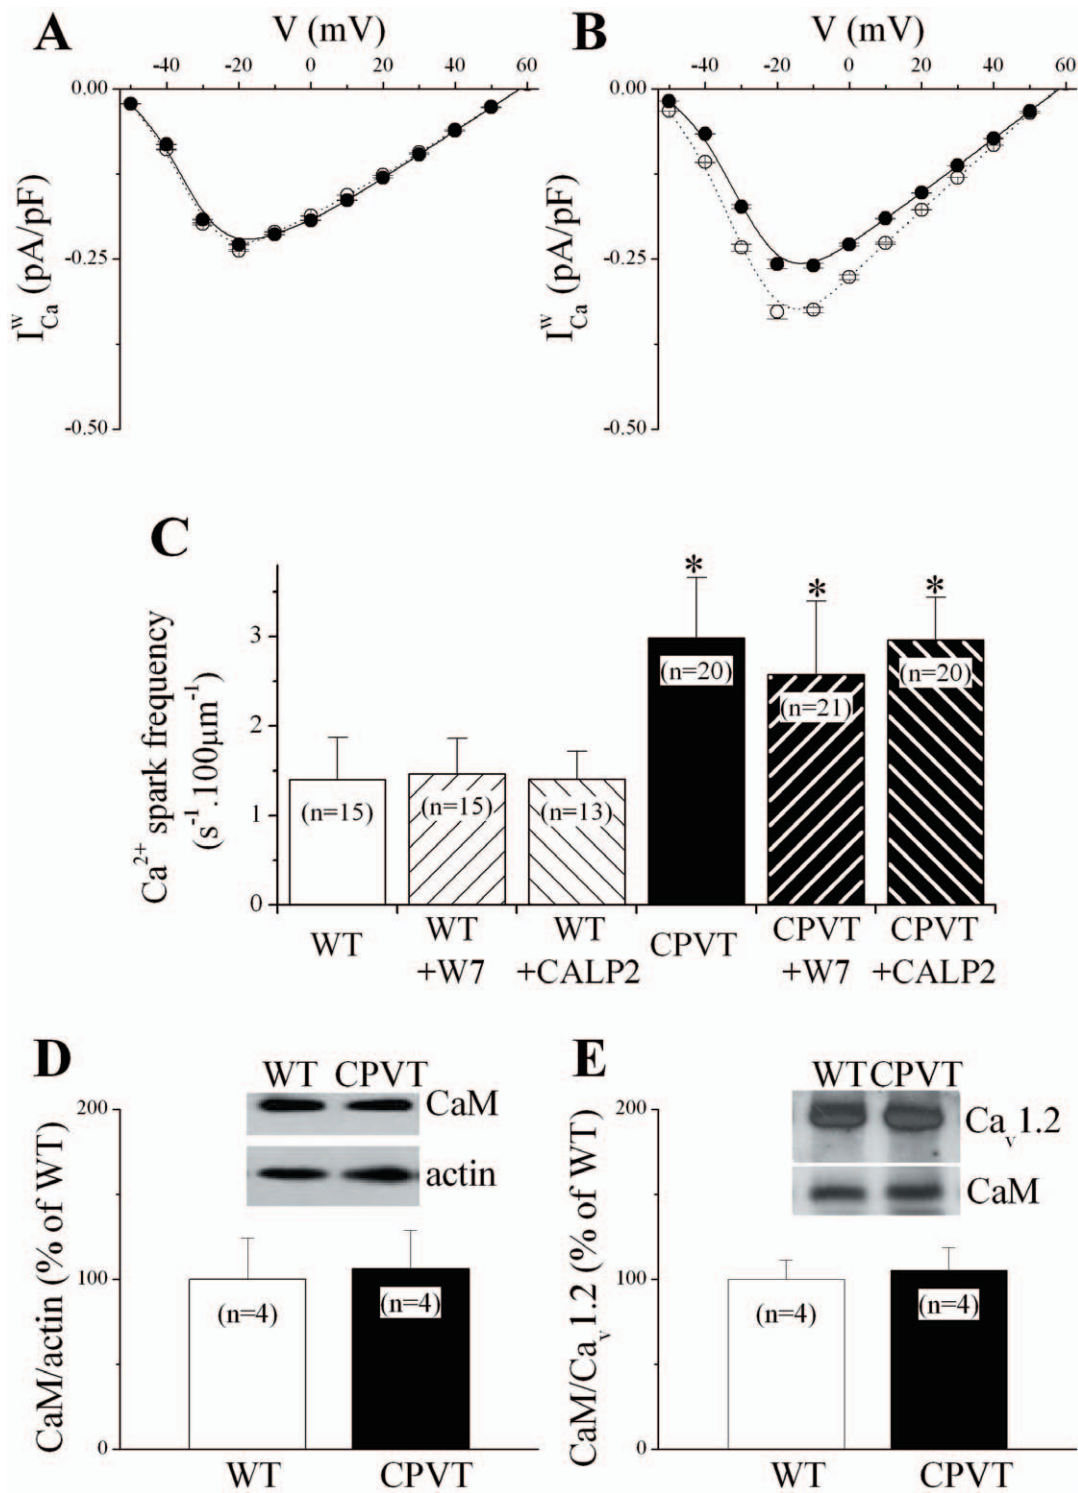 A
V (mV)
-40 -20 0 20 40 60
0.00
-0.25
-0.50
I^w_Ca (pA/pF)
B
V (mV)
-40 -20 0 20 40 60
0.00
-0.25
-0.50
I^w_Ca (pA/pF)
C
Ca²⁺ spark frequency
(s⁻¹.100µm⁻¹)
3
2
1
0
* * *
(n=15) (n=15) (n=13) (n=20) (n=21) (n=20)
WT
WT
+W7
WT
+CALP2
CPVT
CPVT
+W7
CPVT
+CALP2
D
WT CPVT
CaM
actin
CaM/actin (% of WT)
200
100
0
(n=4) (n=4)
WT CPVT
E
WT CPVT
Ca_v1.2
CaM
CaM/Ca_v1.2 (% of WT)
200
100
0
(n=4) (n=4)
WT CPVT